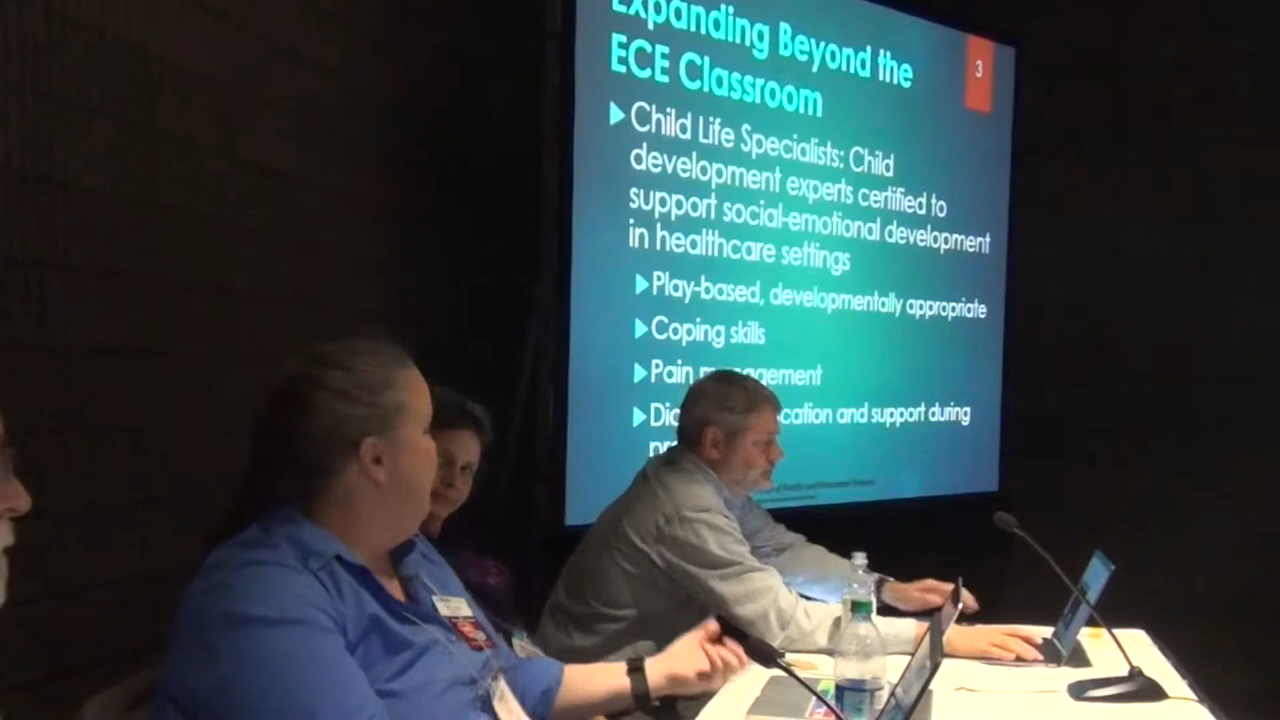 Expanding Beyond the
3
ECE Classroom
Child Life Specialists: Child
development experts certified to
support social-emotional development
in healthcare settings
Play-based, developmentally appropriate
Coping skills
Pain management
and support during